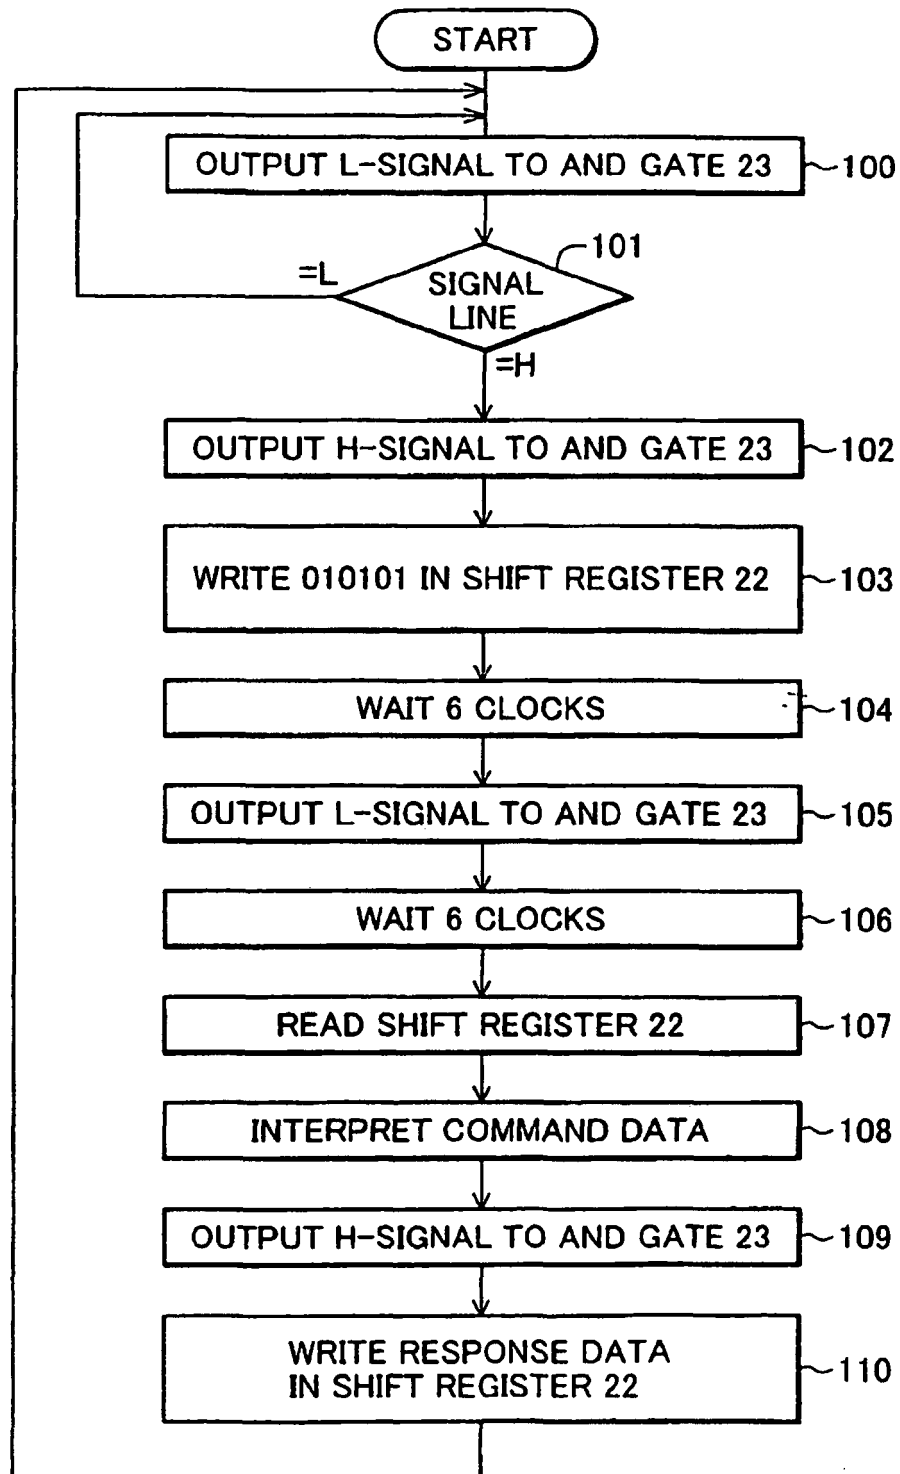 START
OUTPUT L-SIGNAL TO AND GATE 23
100
101
=L
SIGNAL
LINE
=H
OUTPUT H-SIGNAL TO AND GATE 23
102
WRITE 010101 IN SHIFT REGISTER 22
103
WAIT 6 CLOCKS
104
OUTPUT L-SIGNAL TO AND GATE 23
105
WAIT 6 CLOCKS
106
READ SHIFT REGISTER 22
107
INTERPRET COMMAND DATA
108
OUTPUT H-SIGNAL TO AND GATE 23
109
WRITE RESPONSE DATA
IN SHIFT REGISTER 22
110